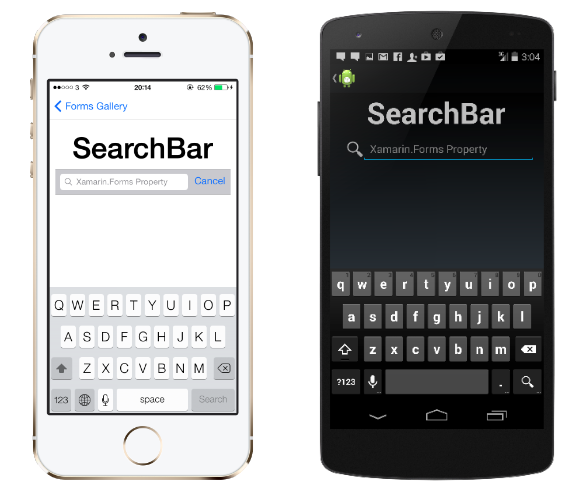 ●●○○○ 3 20:14 62%
Forms Gallery
SearchBar
Xamarin.Forms Property Cancel
Q W E R T Y U I O P
A S D F G H J K L
Z X C V B N M
123 space Search
3:04
SearchBar
Xamarin.Forms Property
q w e r t y u i o p
a s d f g h j k l
z x c v b n m
?123 . ...